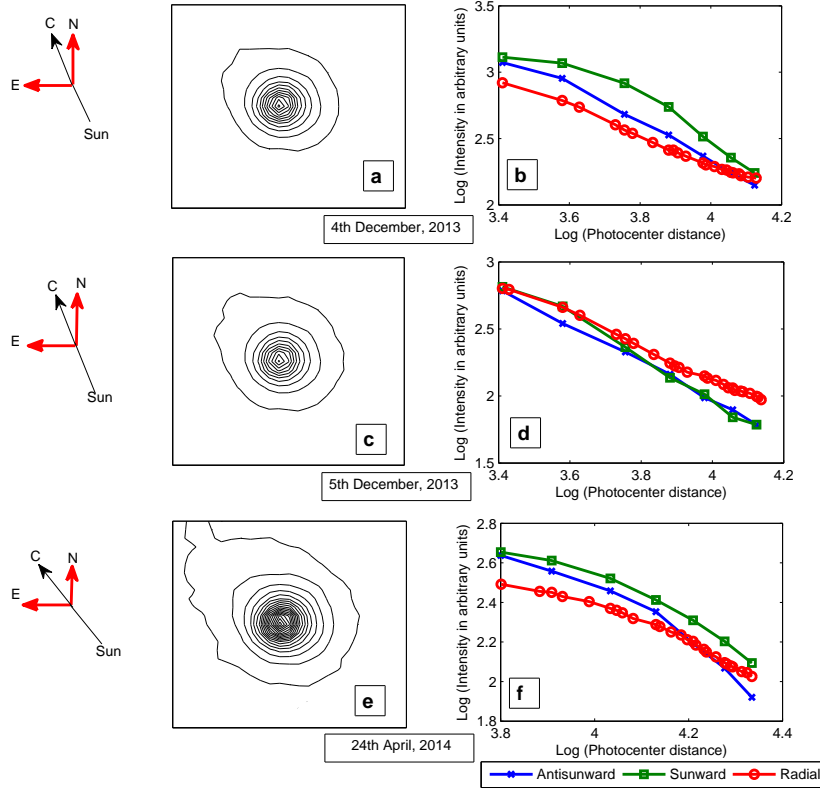 C
N
E
Sun
a
4th December, 2013
Log (Intensity in arbitrary units)
3.5
3
2.5
2
b
3.4
3.6
3.8
4
4.2
Log (Photocenter distance)
C
N
E
Sun
c
5th December, 2013
Log (Intensity in arbitrary units)
3
2.5
2
1.5
d
3.4
3.6
3.8
4
4.2
Log (Photocenter distance)
C
N
E
Sun
e
24th April, 2014
Log (Intensity in arbitrary units)
2.8
2.6
2.4
2.2
2
1.8
f
3.8
4
4.2
4.4
Log (Photocenter distance)
Antisunward
Sunward
Radial